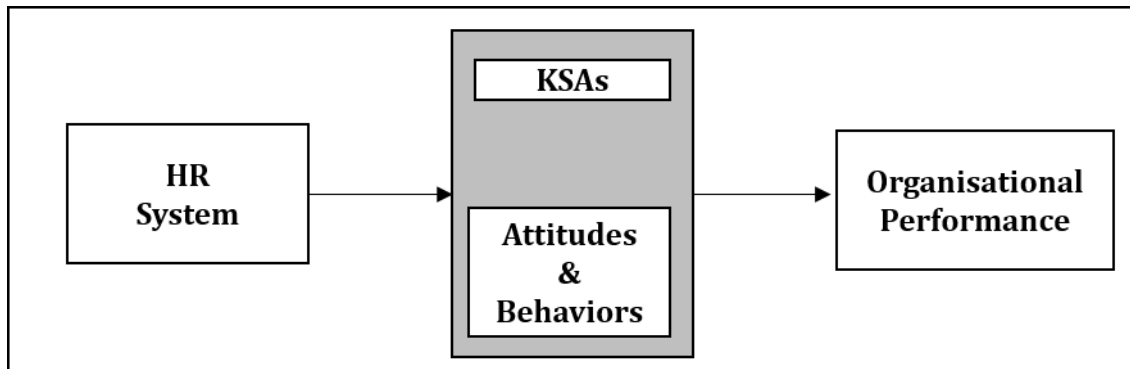 HR
System
KSAs
Attitudes
&
Behaviors
Organisational
Performance